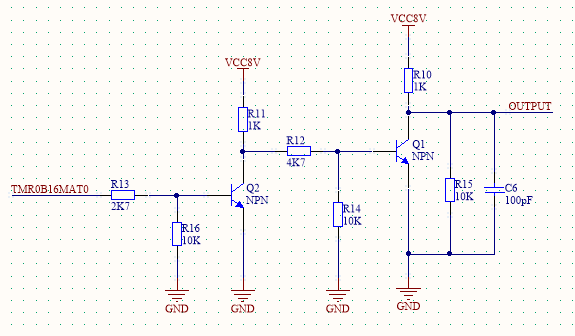 VCC8V
R10
1K
VCC8V
OUTPUT
R11
1K
R12
4K7
Q1
NPN
R13
2K7
TMR0B16MAT0
Q2
NPN
R15
10K
C6
100pF
R16
10K
R14
10K
GND
GND
GND
GND